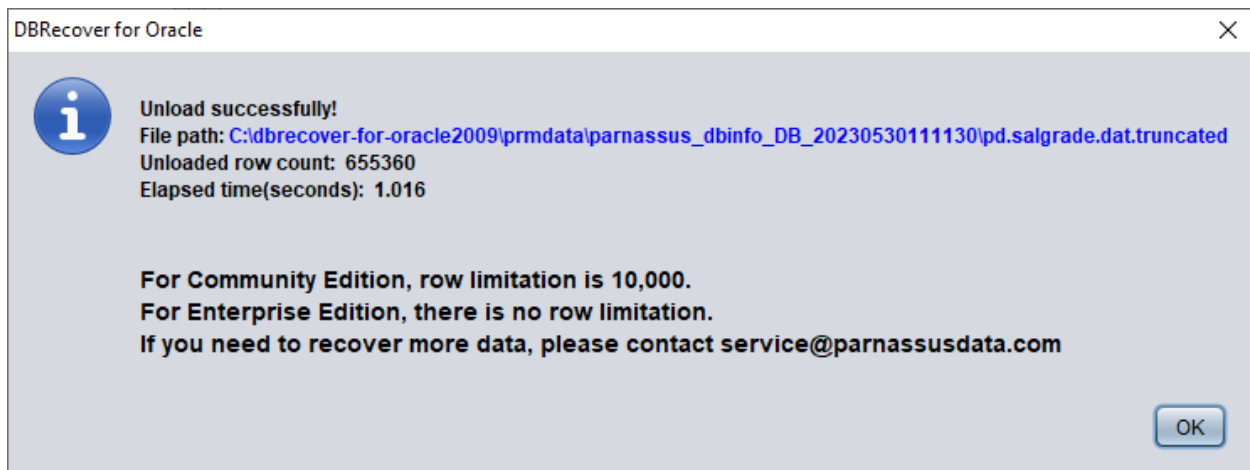 DBRecover for Oracle
Unload successfully!
File path: C:\dbrecover-for-oracle2009\prmdata\parnassus_dbinfo_DB_20230530111130\pd.salgrade.dat.truncated
Unloaded row count: 655360
Elapsed time(seconds): 1.016
For Community Edition, row limitation is 10,000.
For Enterprise Edition, there is no row limitation.
If you need to recover more data, please contact service@parnassusdata.com
OK